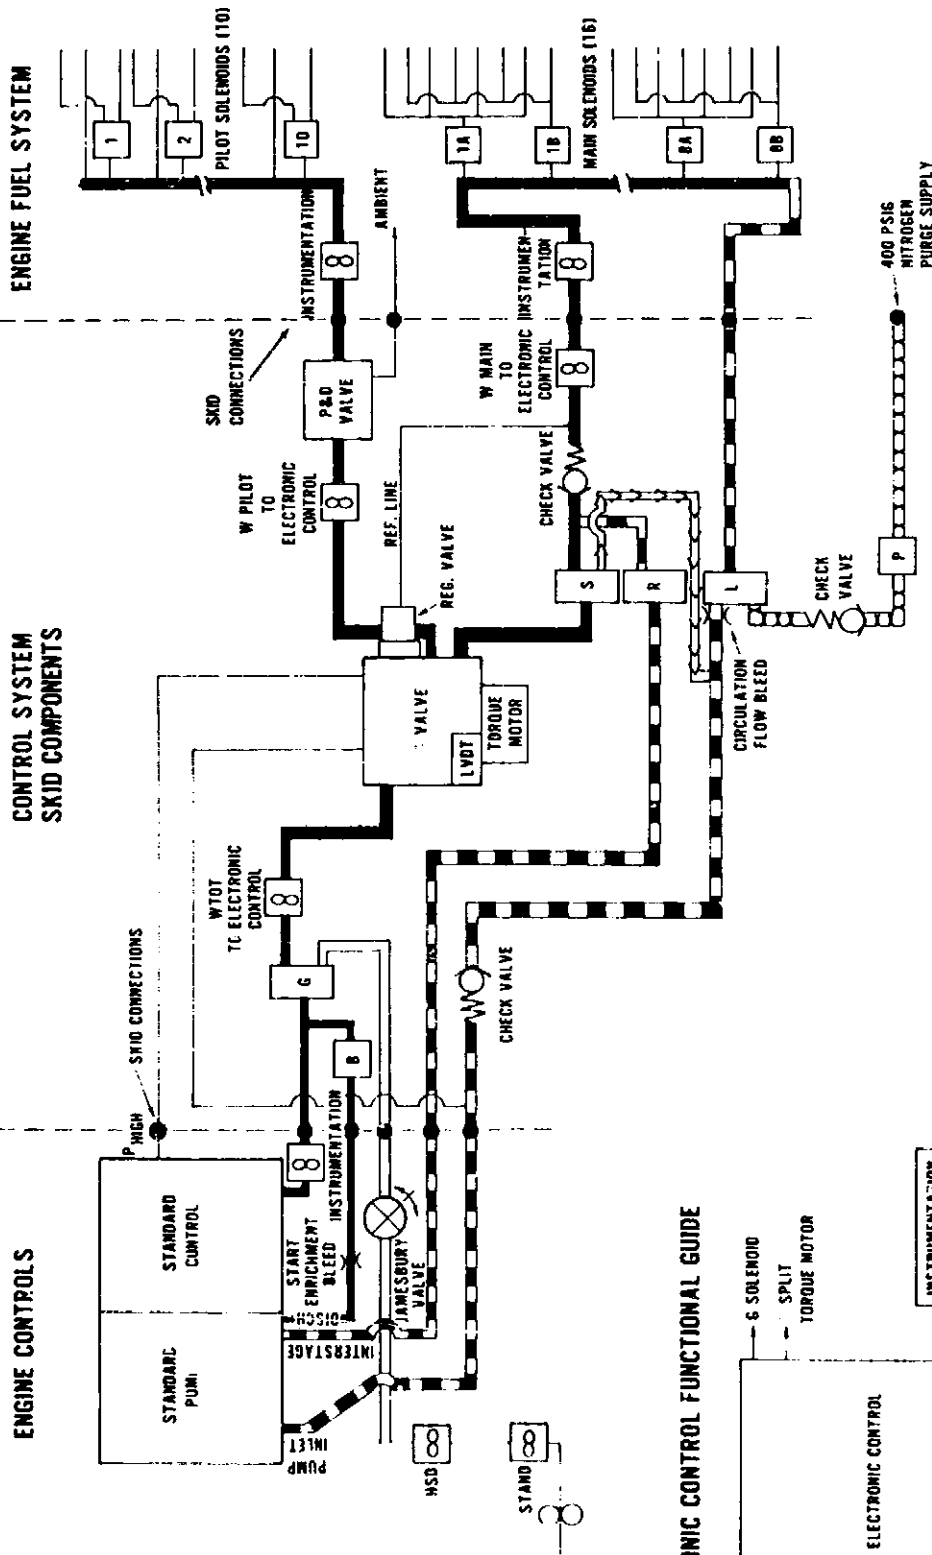 ENGINE CONTROLS
CONTROL SYSTEM
SKID COMPONENTS
ENGINE FUEL SYSTEM
STANDARD
STANDARD
CONTROL
P HIGH
SKID CONNECTIONS
PUMP
INLET
INTERSTAGE
DISCH
START
ENRICHMENT
BLEED
INSTRUMENTATION
JAMESBURY
VALVE
B
G
WTOT
TO ELECTRONIC
CONTROL
CHECK VALVE
VALVE
LVDT
TORQUE
MOTOR
REG. VALVE
REF. LINE
W PILOT
TO
ELECTRONIC
CONTROL
P&D
VALVE
SKID
CONNECTIONS
INSTRUMENTATION
AMBIENT
1
2
10
PILOT SOLENOIDS (10)
S
R
L
CHECK VALVE
W MAIN
TO
ELECTRONIC
CONTROL
INSTRUMEN-
TATION
1A
1B
8A
8B
MAIN SOLENOIDS (16)
CIRCULATION
FLOW BLEED
CHECK
VALVE
P
400 PSIG
NITROGEN
PURGE SUPPLY
HSD
STAND
NIC CONTROL FUNCTIONAL GUIDE
G SOLENOID
SPLIT
TORQUE MOTOR
ELECTRONIC CONTROL
INSTRUMENTATION